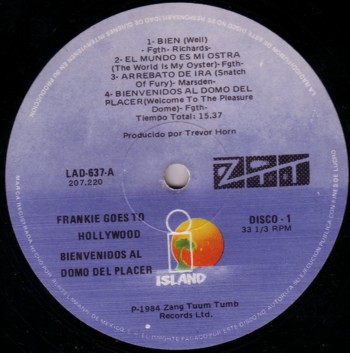 1- BIEN (Well)
- Fgth- Richards-
2- EL MUNDO ES MI OSTRA
(The World Is My Oyster)- Fgth-
3- ARREBATO DE IRA (Snatch
Of Fury)- Marsden-
4- BIENVENIDOS AL DOMO DEL
PLACER(Welcome To The Pleasure
Dome)- Fgth-
Tiempo Total: 15.37
Producido por Trevor Horn
LAD-637-A
207.220
ZTT
FRANKIE GOES TO
HOLLYWOOD
BIENVENIDOS AL
DOMO DEL PLACER
DISCO - 1
33 1/3 RPM
ISLAND
P-1984 Zang Tuum Tumb
Records Ltd.